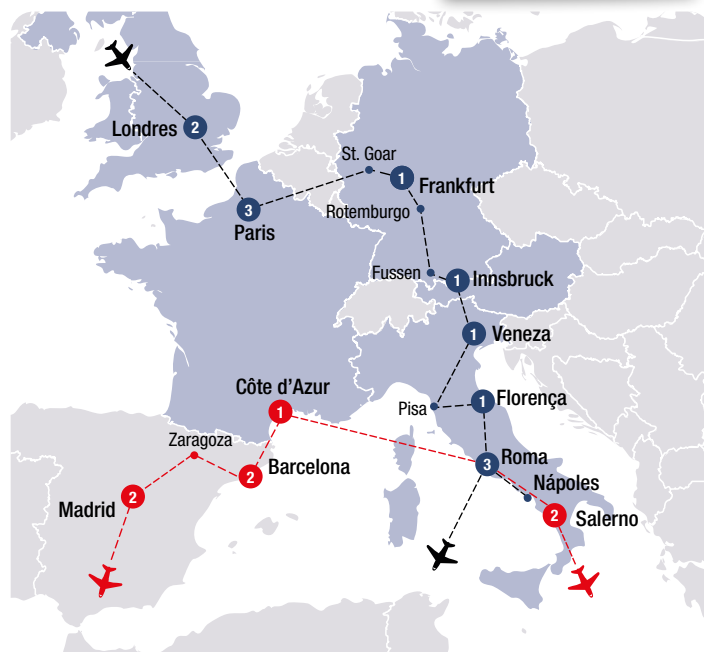 Londres 2
St. Goar
1 Frankfurt
3
Paris
Rotemburgo
Fussen
1 Innsbruck
1 Veneza
Côte d'Azur
1
Pisa
1 Florença
Zaragoza
Barcelona
2
3 Roma
Nápoles
Madrid 2
2 Salerno